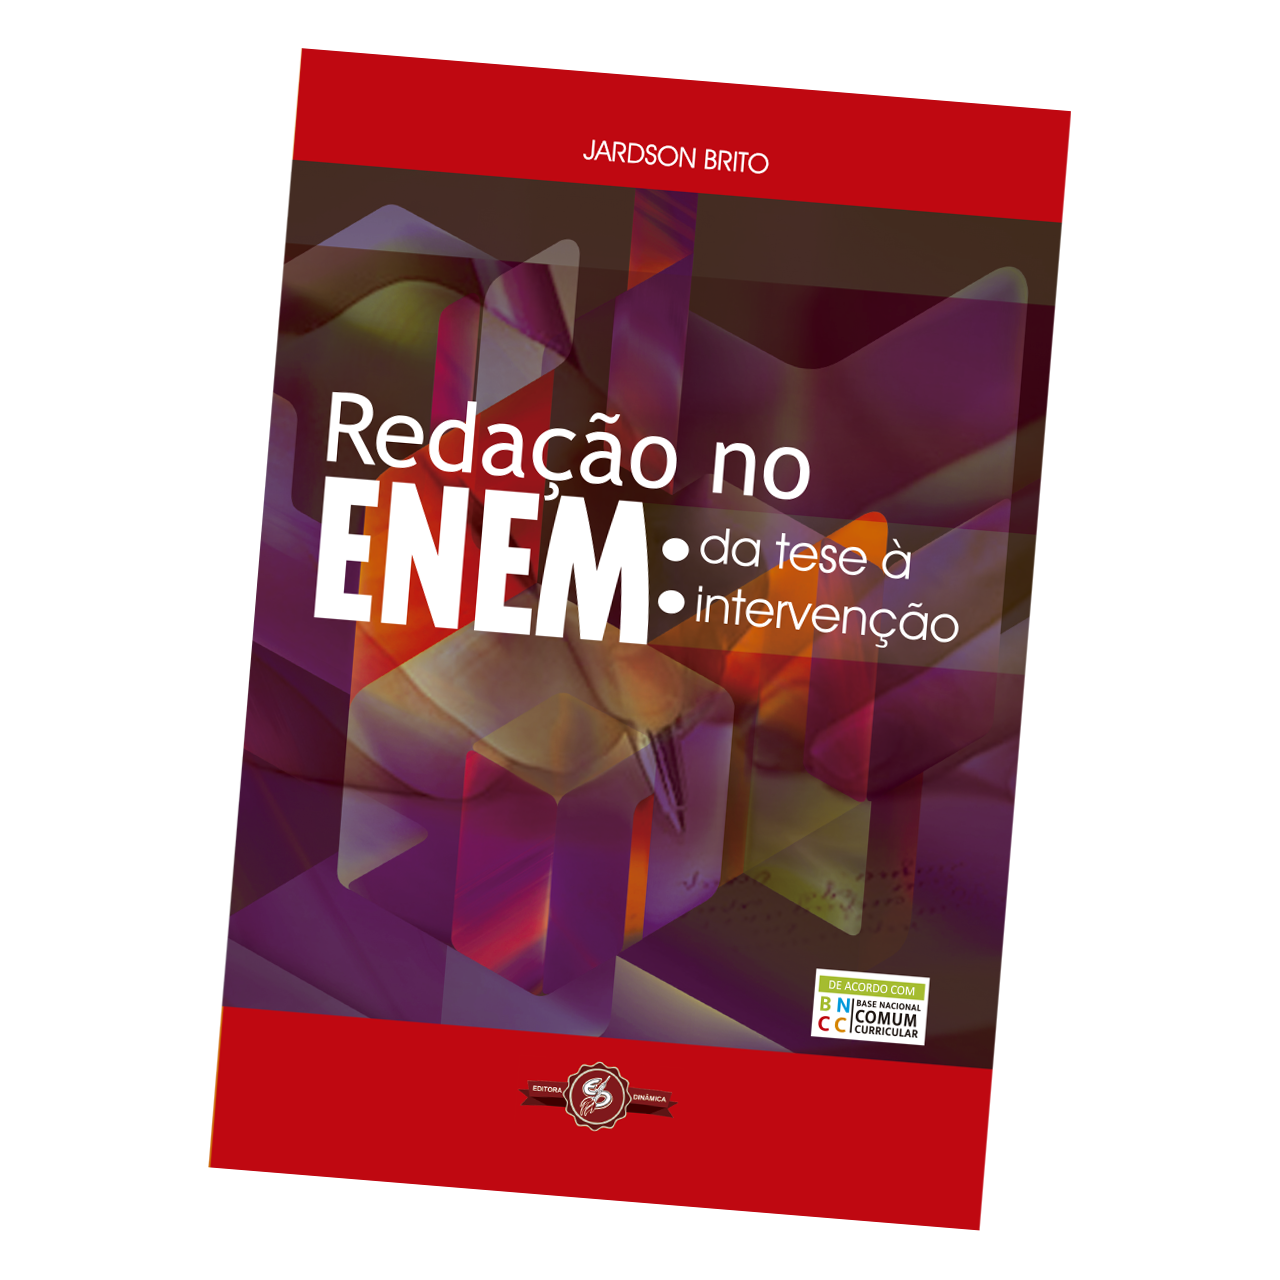 JARDSON BRITO
Redação no
ENEM
• da tese à
• intervenção
DE ACORDO COM
B N
C C
BASE NACIONAL
COMUM
CURRICULAR
EDITORA
DINÂMICA